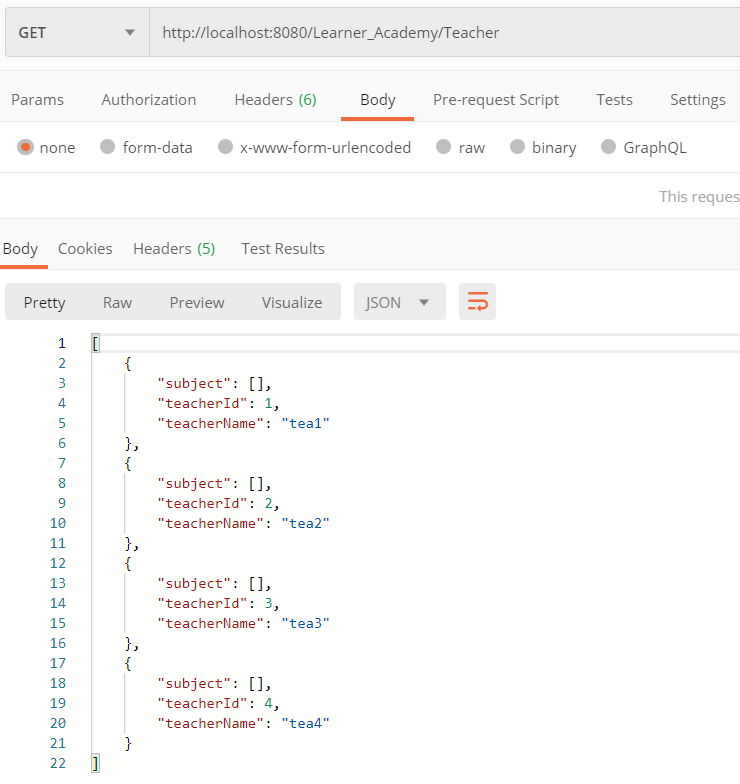 GET http://localhost:8080/Learner_Academy/Teacher
Params Authorization Headers (6) Body Pre-request Script Tests Settings
none form-data x-www-form-urlencoded raw binary GraphQL
This reques
Body Cookies Headers (5) Test Results
Pretty Raw Preview Visualize JSON
1 [
2 {
3 "subject": [],
4 "teacherId": 1,
5 "teacherName": "tea1"
6 },
7 {
8 "subject": [],
9 "teacherId": 2,
10 "teacherName": "tea2"
11 },
12 {
13 "subject": [],
14 "teacherId": 3,
15 "teacherName": "tea3"
16 },
17 {
18 "subject": [],
19 "teacherId": 4,
20 "teacherName": "tea4"
21 }
22 ]